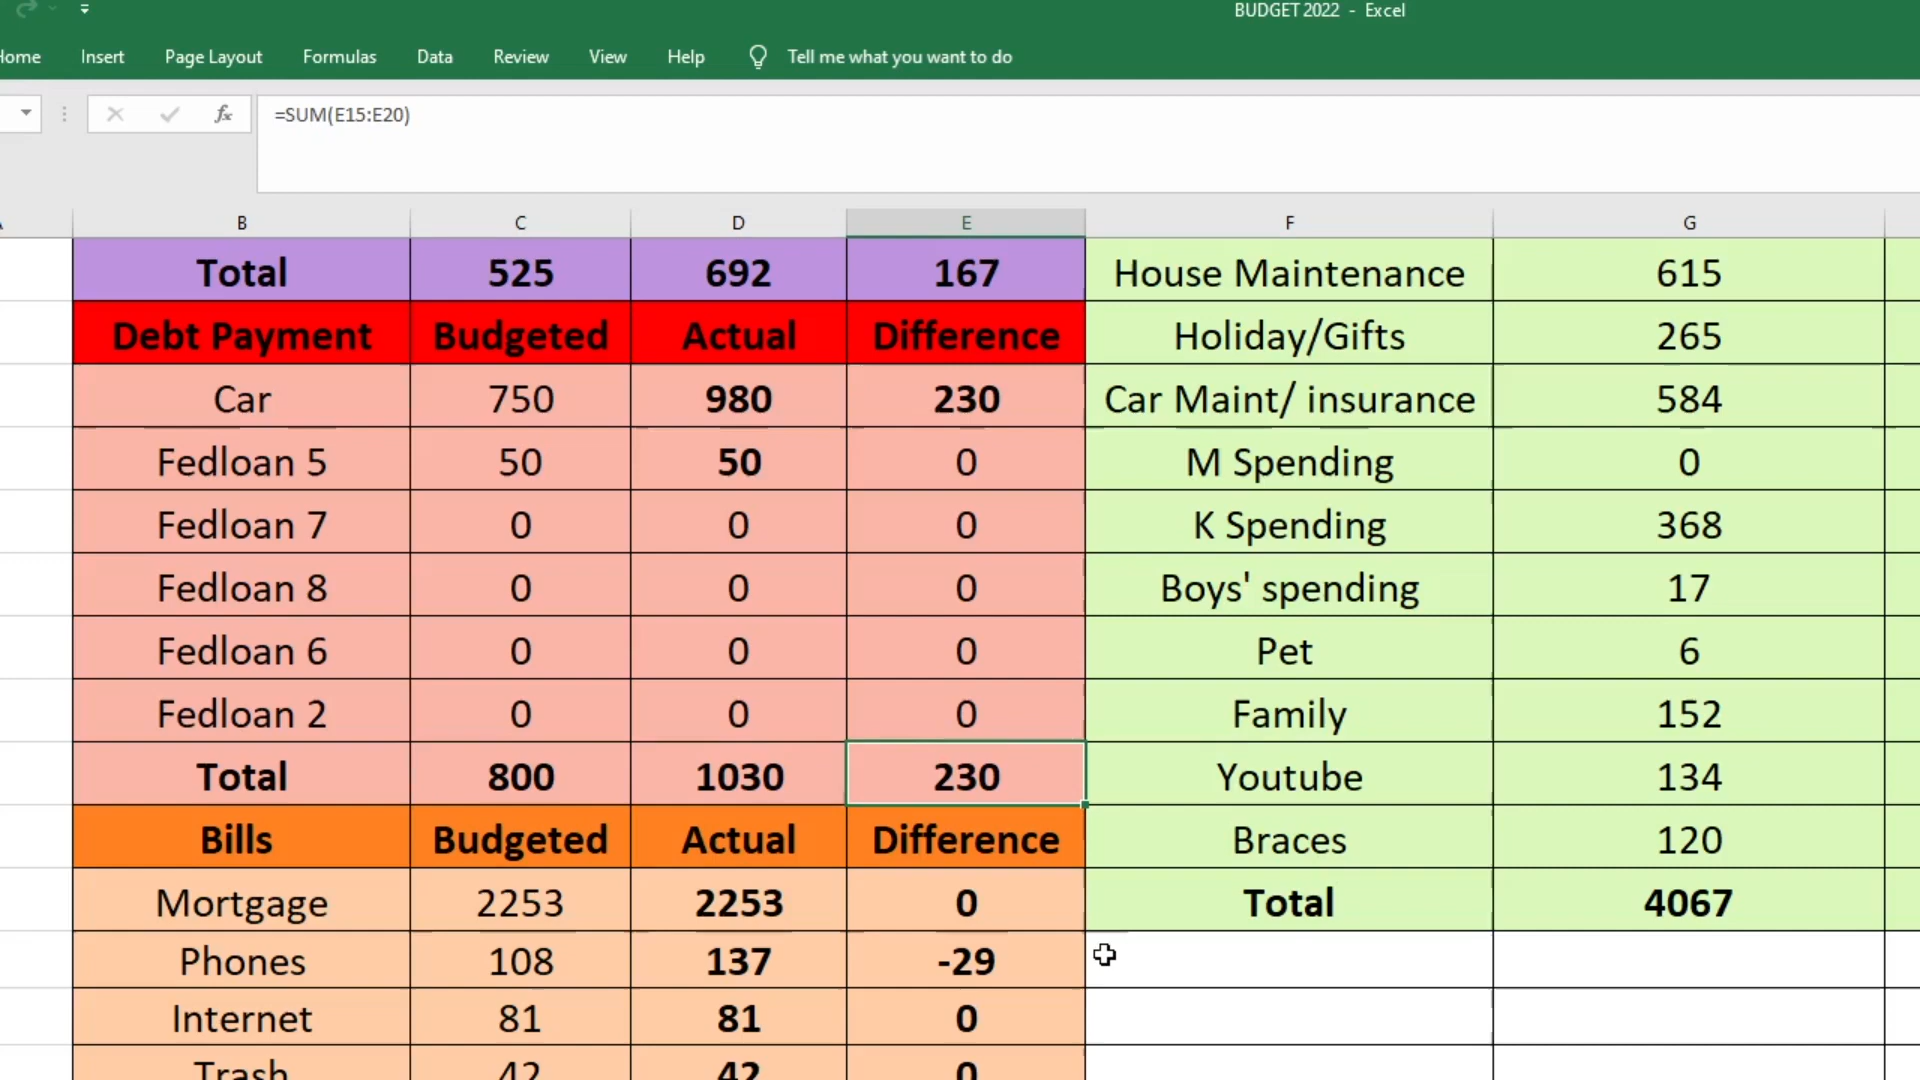 BUDGET 2022 - Excel
Home Insert Page Layout Formulas Data Review View Help Tell me what you want to do
fx =SUM(E15:E20)
B C D E F G
Total 525 692 167 House Maintenance 615
Debt Payment Budgeted Actual Difference Holiday/Gifts 265
Car 750 980 230 Car Maint/ insurance 584
Fedloan 5 50 50 0 M Spending 0
Fedloan 7 0 0 0 K Spending 368
Fedloan 8 0 0 0 Boys' spending 17
Fedloan 6 0 0 0 Pet 6
Fedloan 2 0 0 0 Family 152
Total 800 1030 230 Youtube 134
Bills Budgeted Actual Difference Braces 120
Mortgage 2253 2253 0 Total 4067
Phones 108 137 -29
Internet 81 81 0
Trash 42 42 0